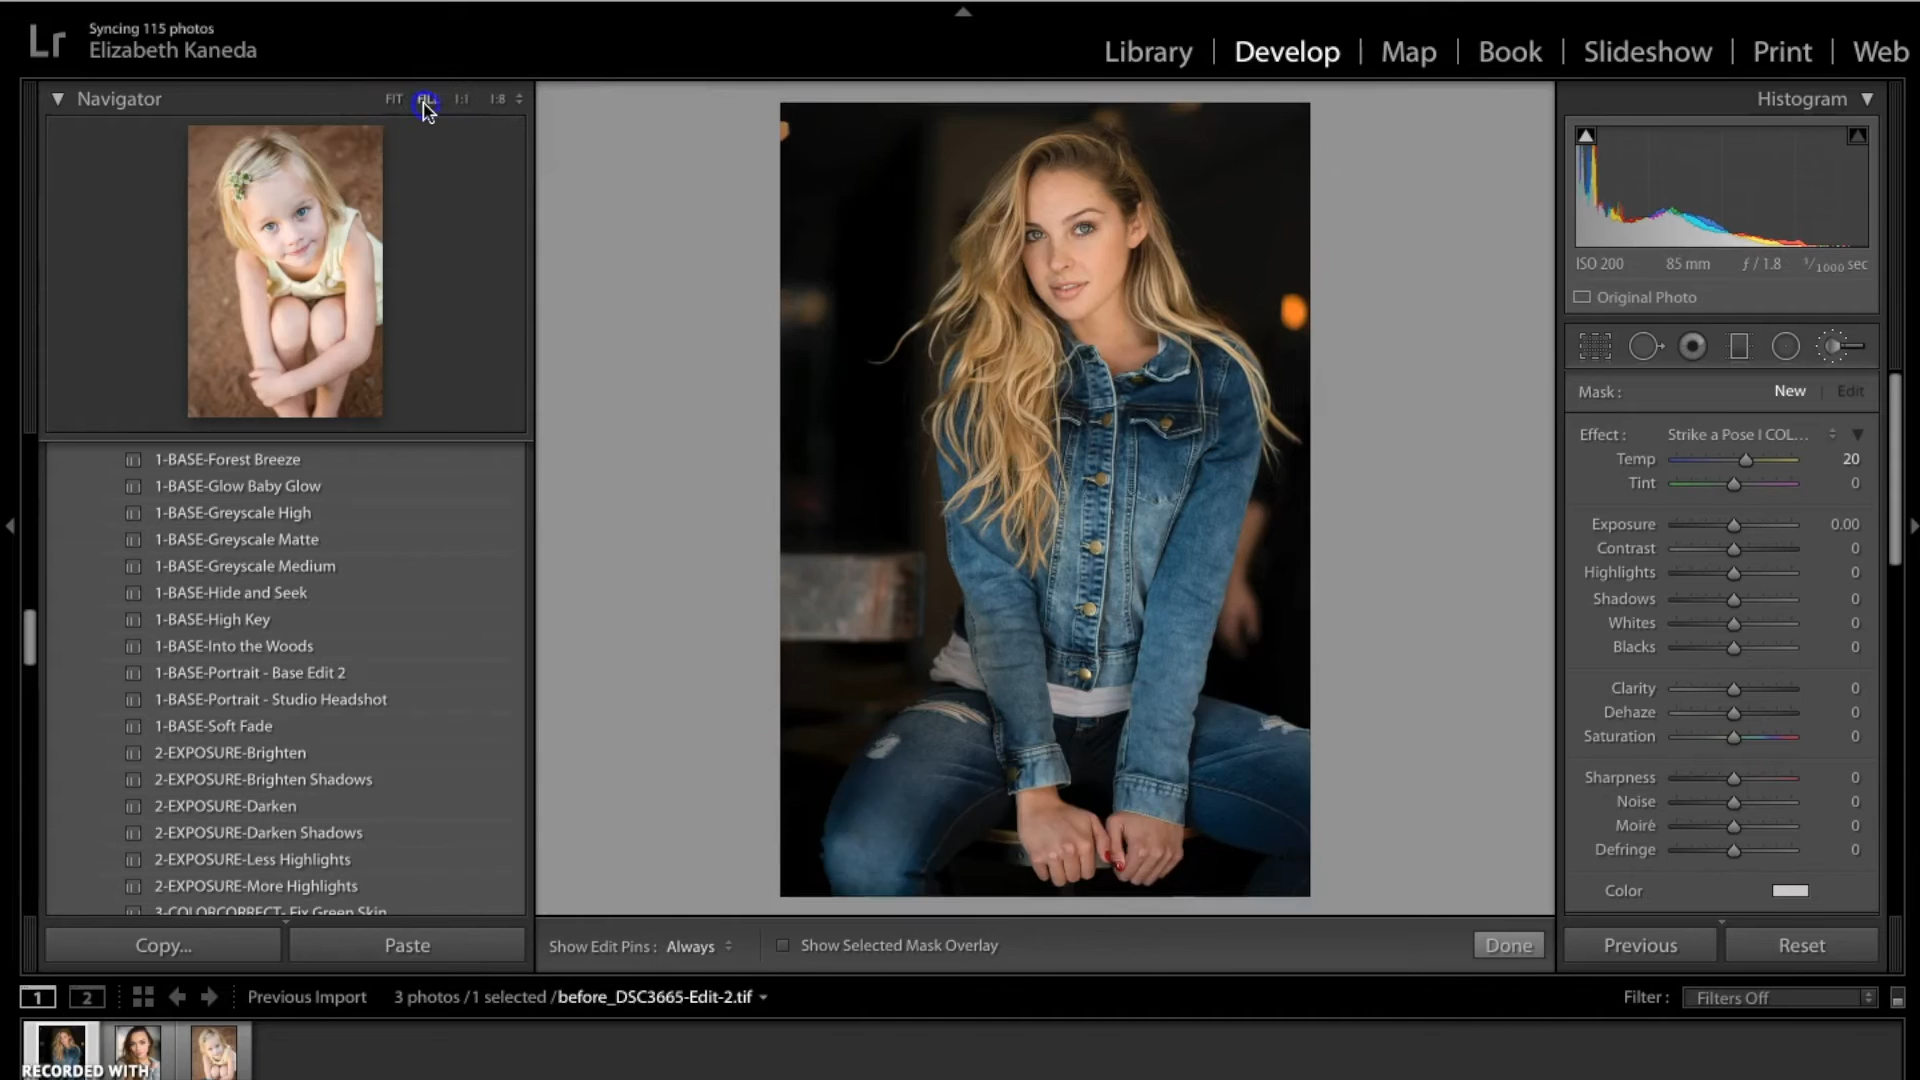 Lr
Syncing 115 photos
Elizabeth Kaneda
Library | Develop | Map | Book | Slideshow | Print | Web
Navigator
FIT
1:1
1:8
1-BASE-Forest Breeze
1-BASE-Glow Baby Glow
1-BASE-Greyscale High
1-BASE-Greyscale Matte
1-BASE-Greyscale Medium
1-BASE-Hide and Seek
1-BASE-High Key
1-BASE-Into the Woods
1-BASE-Portrait - Base Edit 2
1-BASE-Portrait - Studio Headshot
1-BASE-Soft Fade
2-EXPOSURE-Brighten
2-EXPOSURE-Brighten Shadows
2-EXPOSURE-Darken
2-EXPOSURE-Darken Shadows
2-EXPOSURE-Less Highlights
2-EXPOSURE-More Highlights
3-COLORCORRECT- Fix Green Skin
Copy...
Paste
Show Edit Pins : Always
Show Selected Mask Overlay
Done
Histogram
ISO 200 85 mm ƒ / 1.8 1/1000 sec
Original Photo
Mask : New | Edit
Effect : Strike a Pose I COL...
Temp 20
Tint 0
Exposure 0.00
Contrast 0
Highlights 0
Shadows 0
Whites 0
Blacks 0
Clarity 0
Dehaze 0
Saturation 0
Sharpness 0
Noise 0
Moiré 0
Defringe 0
Color
Previous
Reset
1 2 Previous Import 3 photos /1 selected /before_DSC3665-Edit-2.tif
Filter : Filters Off
RECORDED WITH